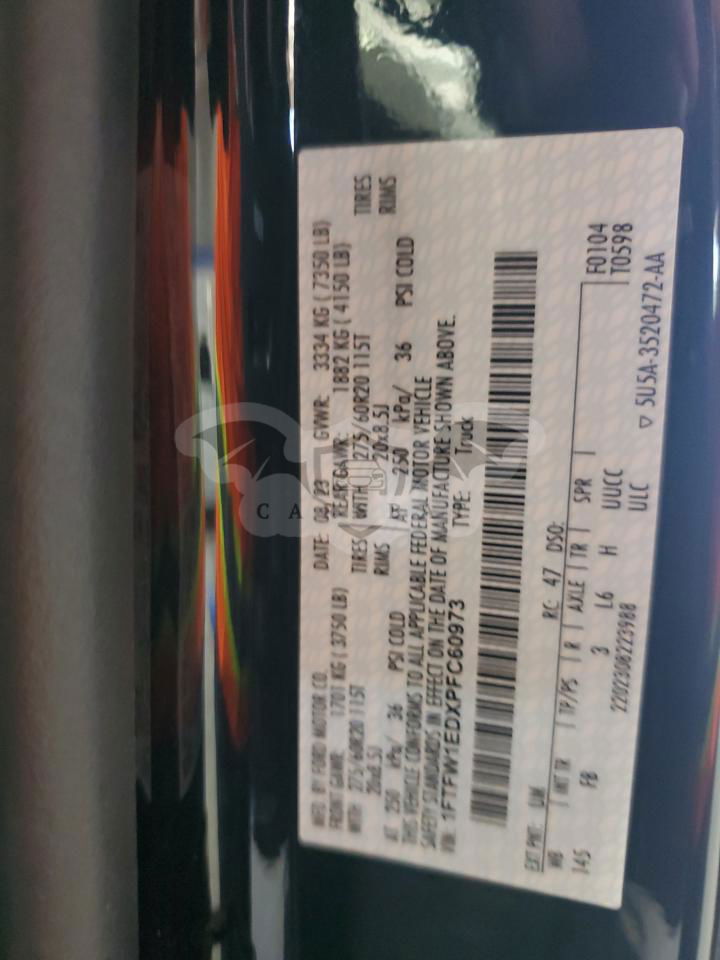 MFD. BY FORD MOTOR CO.
DATE: 08/23 GVWR: 3334 KG ( 7350 LB)
FRONT GAWR: 1701 KG ( 3750 LB)
REAR GAWR: 1882 KG ( 4150 LB)
WITH 275/60R20 115T TIRES WITH 275/60R20 115T TIRES
20x8.5J RIMS 20x8.5J RIMS
AT 250 kPa/ 36 PSI COLD AT 250 kPa/ 36 PSI COLD
THIS VEHICLE CONFORMS TO ALL APPLICABLE FEDERAL MOTOR VEHICLE
SAFETY STANDARDS IN EFFECT ON THE DATE OF MANUFACTURE SHOWN ABOVE.
VIN: 1FTFW1EDXPFC60973 TYPE: Truck
EXT PNT: UM RC: 47 DSO:
WB INT TR TP/PS R AXLE TR SPR F0104
145 FB 3 L6 H UUCC T0598
2202308223988 ULC
▽ 5U5A-3520472-AA